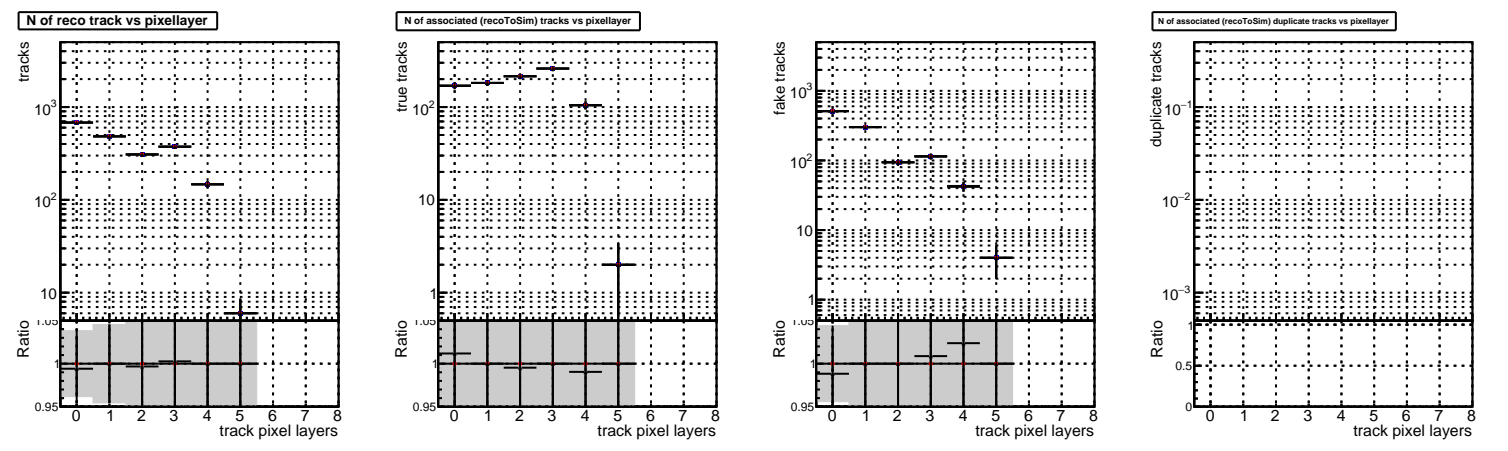 N of reco track vs pixellayer
tracks
10³
10²
10
Ratio
1.05
1
0.95
0 1 2 3 4 5 6 7 8
track pixel layers
N of associated (recoToSim) tracks vs pixellayer
true tracks
10²
10
1
Ratio
1.05
1
0.95
0 1 2 3 4 5 6 7 8
track pixel layers
fake tracks
10³
10²
10
1
Ratio
1.05
1
0.95
0 1 2 3 4 5 6 7 8
track pixel layers
N of associated (recoToSim) duplicate tracks vs pixellayer
duplicate tracks
10⁻¹
10⁻²
10⁻³
Ratio
1
0.5
0
0 1 2 3 4 5 6 7 8
track pixel layers